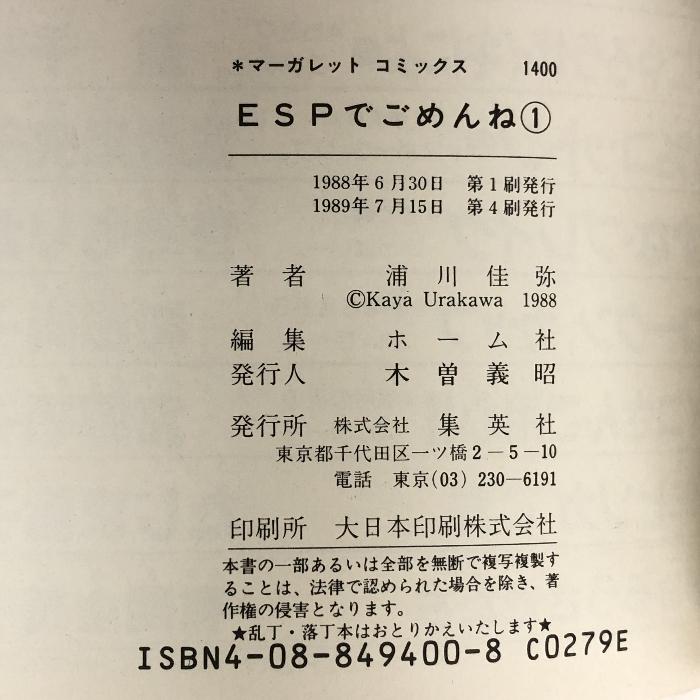 ＊マーガレット コミックス 1400
ESPでごめんね①
1988年6月30日 第1刷発行
1989年7月15日 第4刷発行
著者 浦川佳弥
©Kaya Urakawa 1988
編集 ホーム社
発行人 木曽義昭
発行所 株式会社 集英社
東京都千代田区一ツ橋2－5－10
電話 東京(03) 230―6191
印刷所 大日本印刷株式会社
本書の一部あるいは全部を無断で複写複製す
ることは、法律で認められた場合を除き、著
作権の侵害となります。
★乱丁・落丁本はおとりかえいたします★
ISBN4-08-849400-8 C0279E